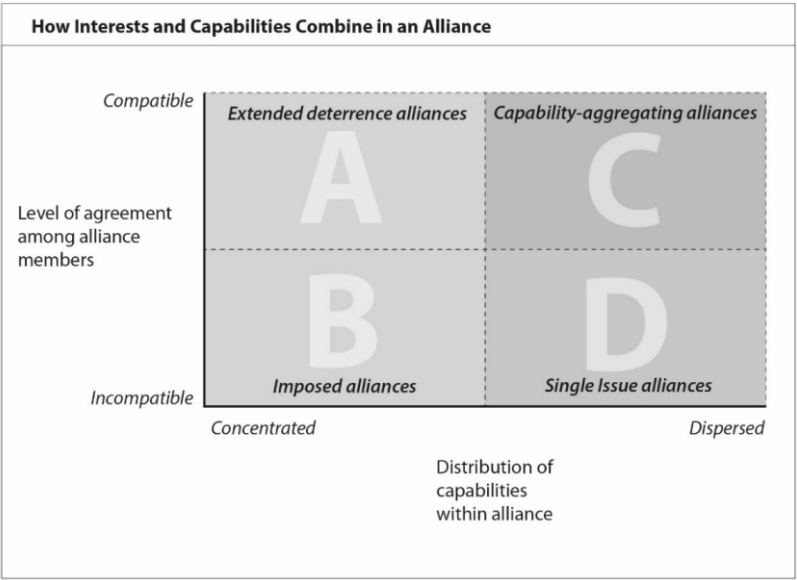 How Interests and Capabilities Combine in an Alliance
Compatible
Extended deterrence alliances
Capability-aggregating alliances
A
C
Level of agreement
among alliance
members
B
D
Imposed alliances
Single Issue alliances
Incompatible
Concentrated
Dispersed
Distribution of
capabilities
within alliance